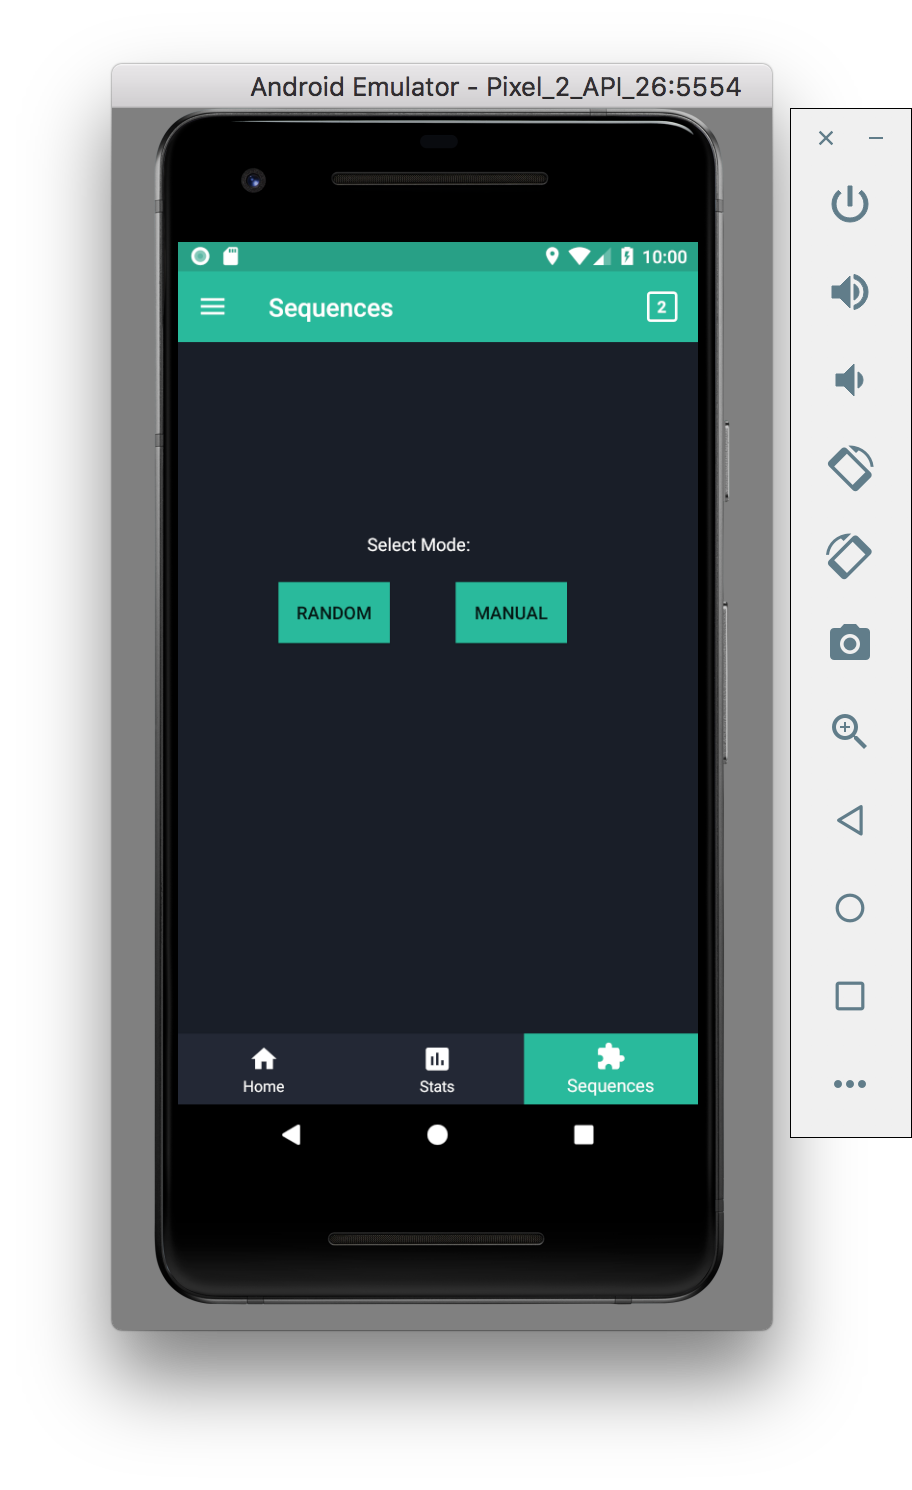 Android Emulator - Pixel_2_API_26:5554
10:00
Sequences
2
Select Mode:
RANDOM MANUAL
Home Stats Sequences